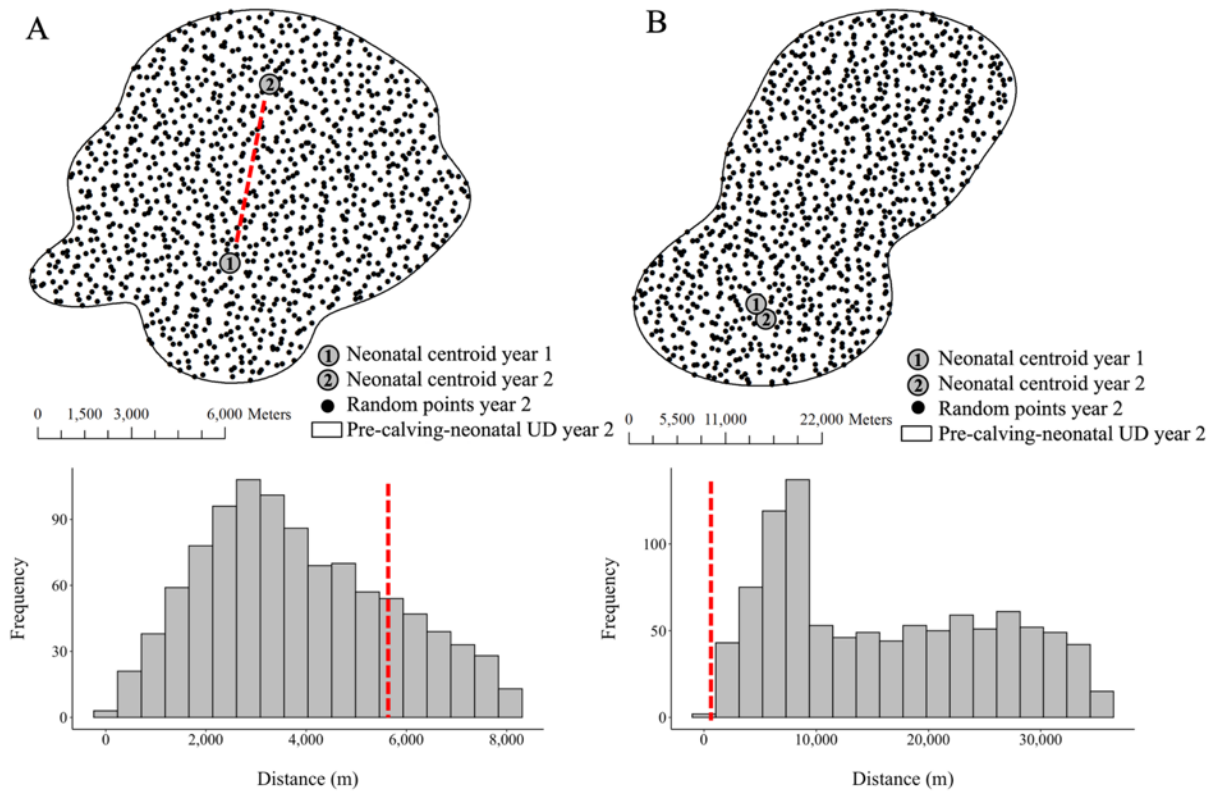 A
2
1
1 Neonatal centroid year 1
2 Neonatal centroid year 2
Random points year 2
Pre-calving-neonatal UD year 2
0 1,500 3,000 6,000 Meters
B
1
2
1 Neonatal centroid year 1
2 Neonatal centroid year 2
Random points year 2
Pre-calving-neonatal UD year 2
0 5,500 11,000 22,000 Meters
Frequency
90
60
30
0
0 2,000 4,000 6,000 8,000
Distance (m)
Frequency
100
50
0
0 10,000 20,000 30,000
Distance (m)